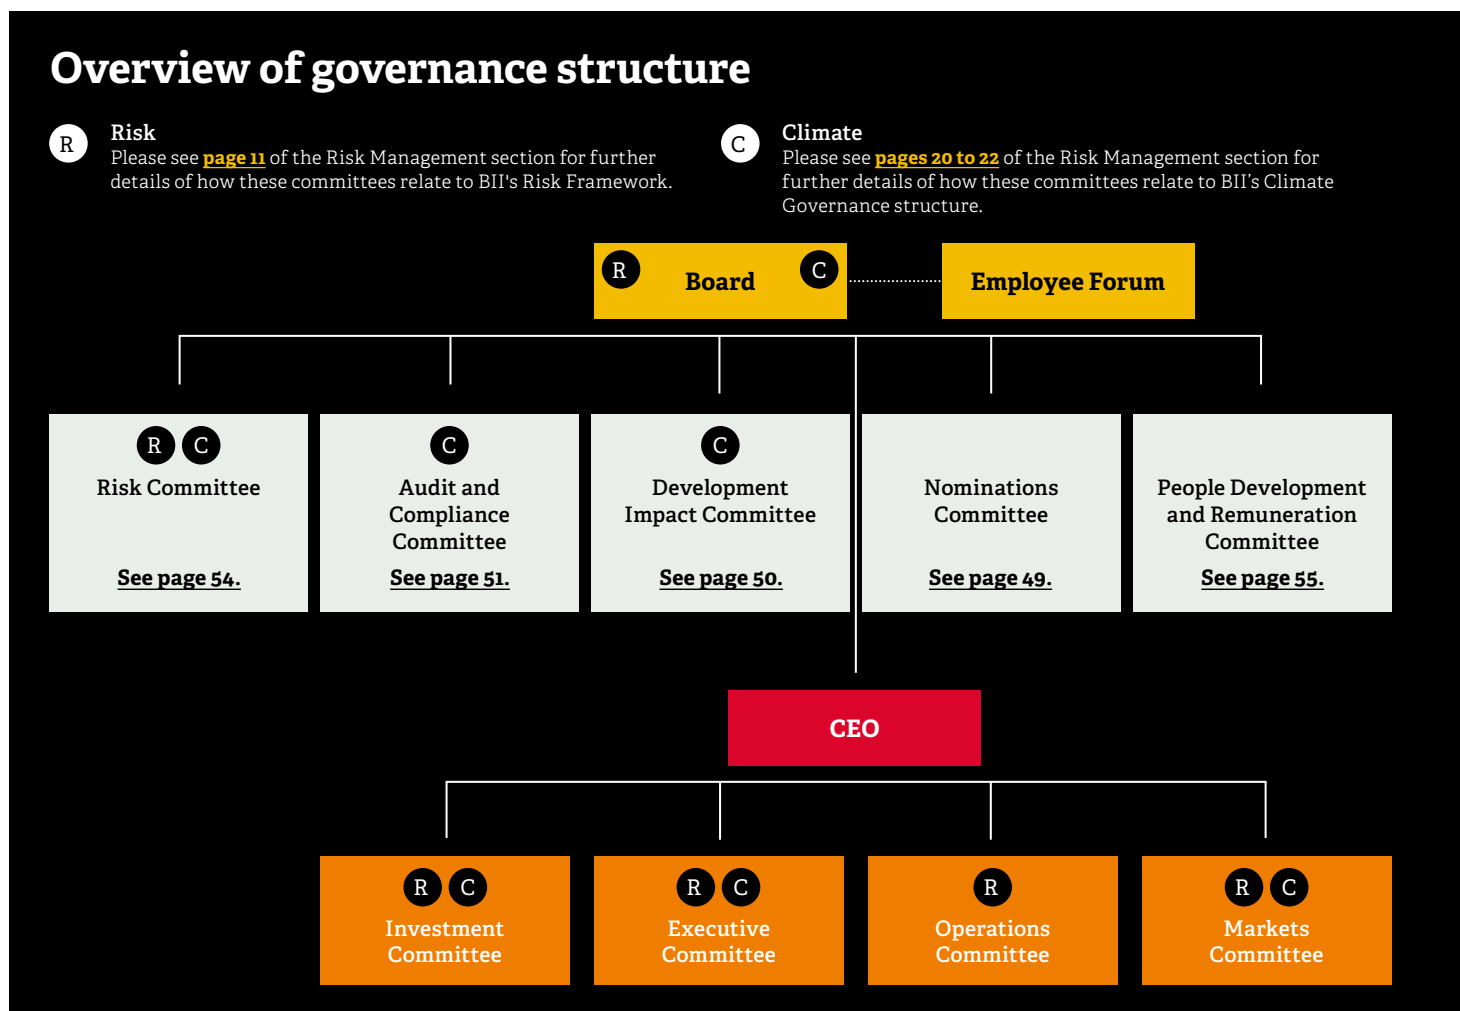 Overview of governance structure
R
Risk
Please see page 11 of the Risk Management section for further
details of how these committees relate to BII's Risk Framework.
C
Climate
Please see pages 20 to 22 of the Risk Management section for
further details of how these committees relate to BII’s Climate
Governance structure.
R
Board
C
Employee Forum
R C
Risk Committee
See page 54.
C
Audit and
Compliance
Committee
See page 51.
C
Development
Impact Committee
See page 50.
Nominations
Committee
See page 49.
People Development
and Remuneration
Committee
See page 55.
CEO
R C
Investment
Committee
R C
Executive
Committee
R
Operations
Committee
R C
Markets
Committee